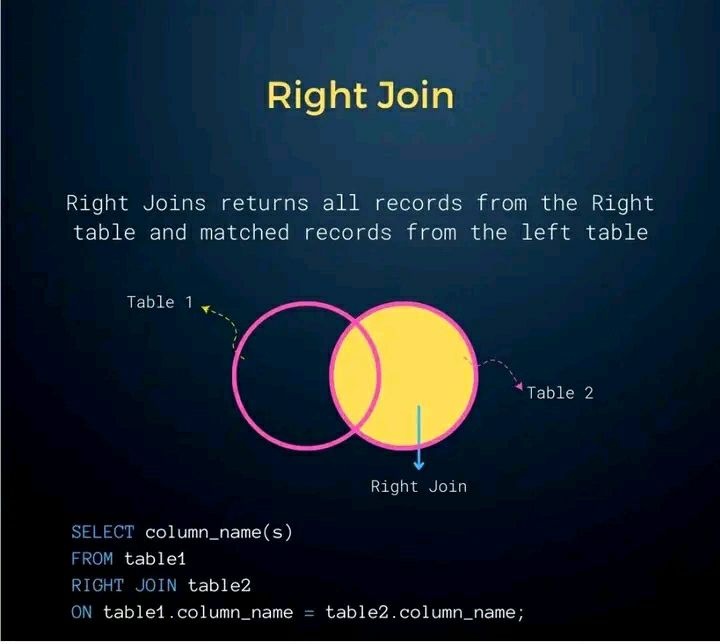 Right Join
Right Joins returns all records from the Right
table and matched records from the left table
Table 1
Table 2
Right Join
SELECT column_name(s)
FROM table1
RIGHT JOIN table2
ON table1.column_name = table2.column_name;